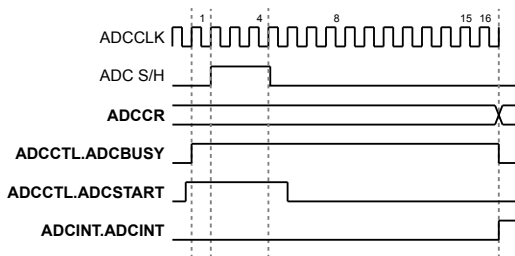 1 4 8 15 16
ADCCLK
ADC S/H
ADCCR
ADCCTL.ADCBUSY
ADCCTL.ADCSTART
ADCINT.ADCINT